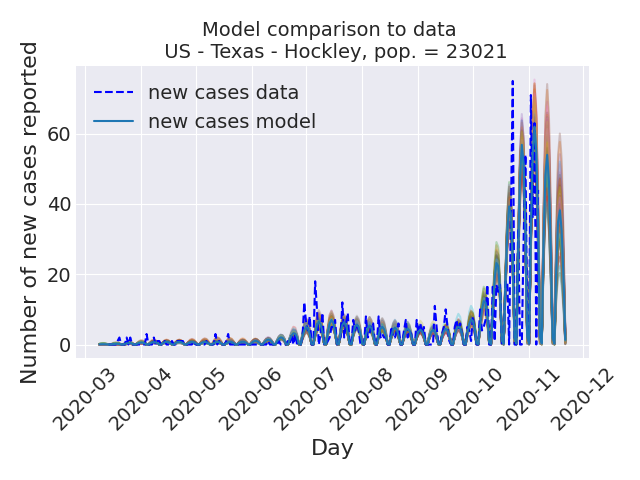 Model comparison to data
US - Texas - Hockley, pop. = 23021
Number of new cases reported
new cases data
new cases model
60
40
20
0
2020-03
2020-04
2020-05
2020-06
2020-07
2020-08
2020-09
2020-10
2020-11
2020-12
Day